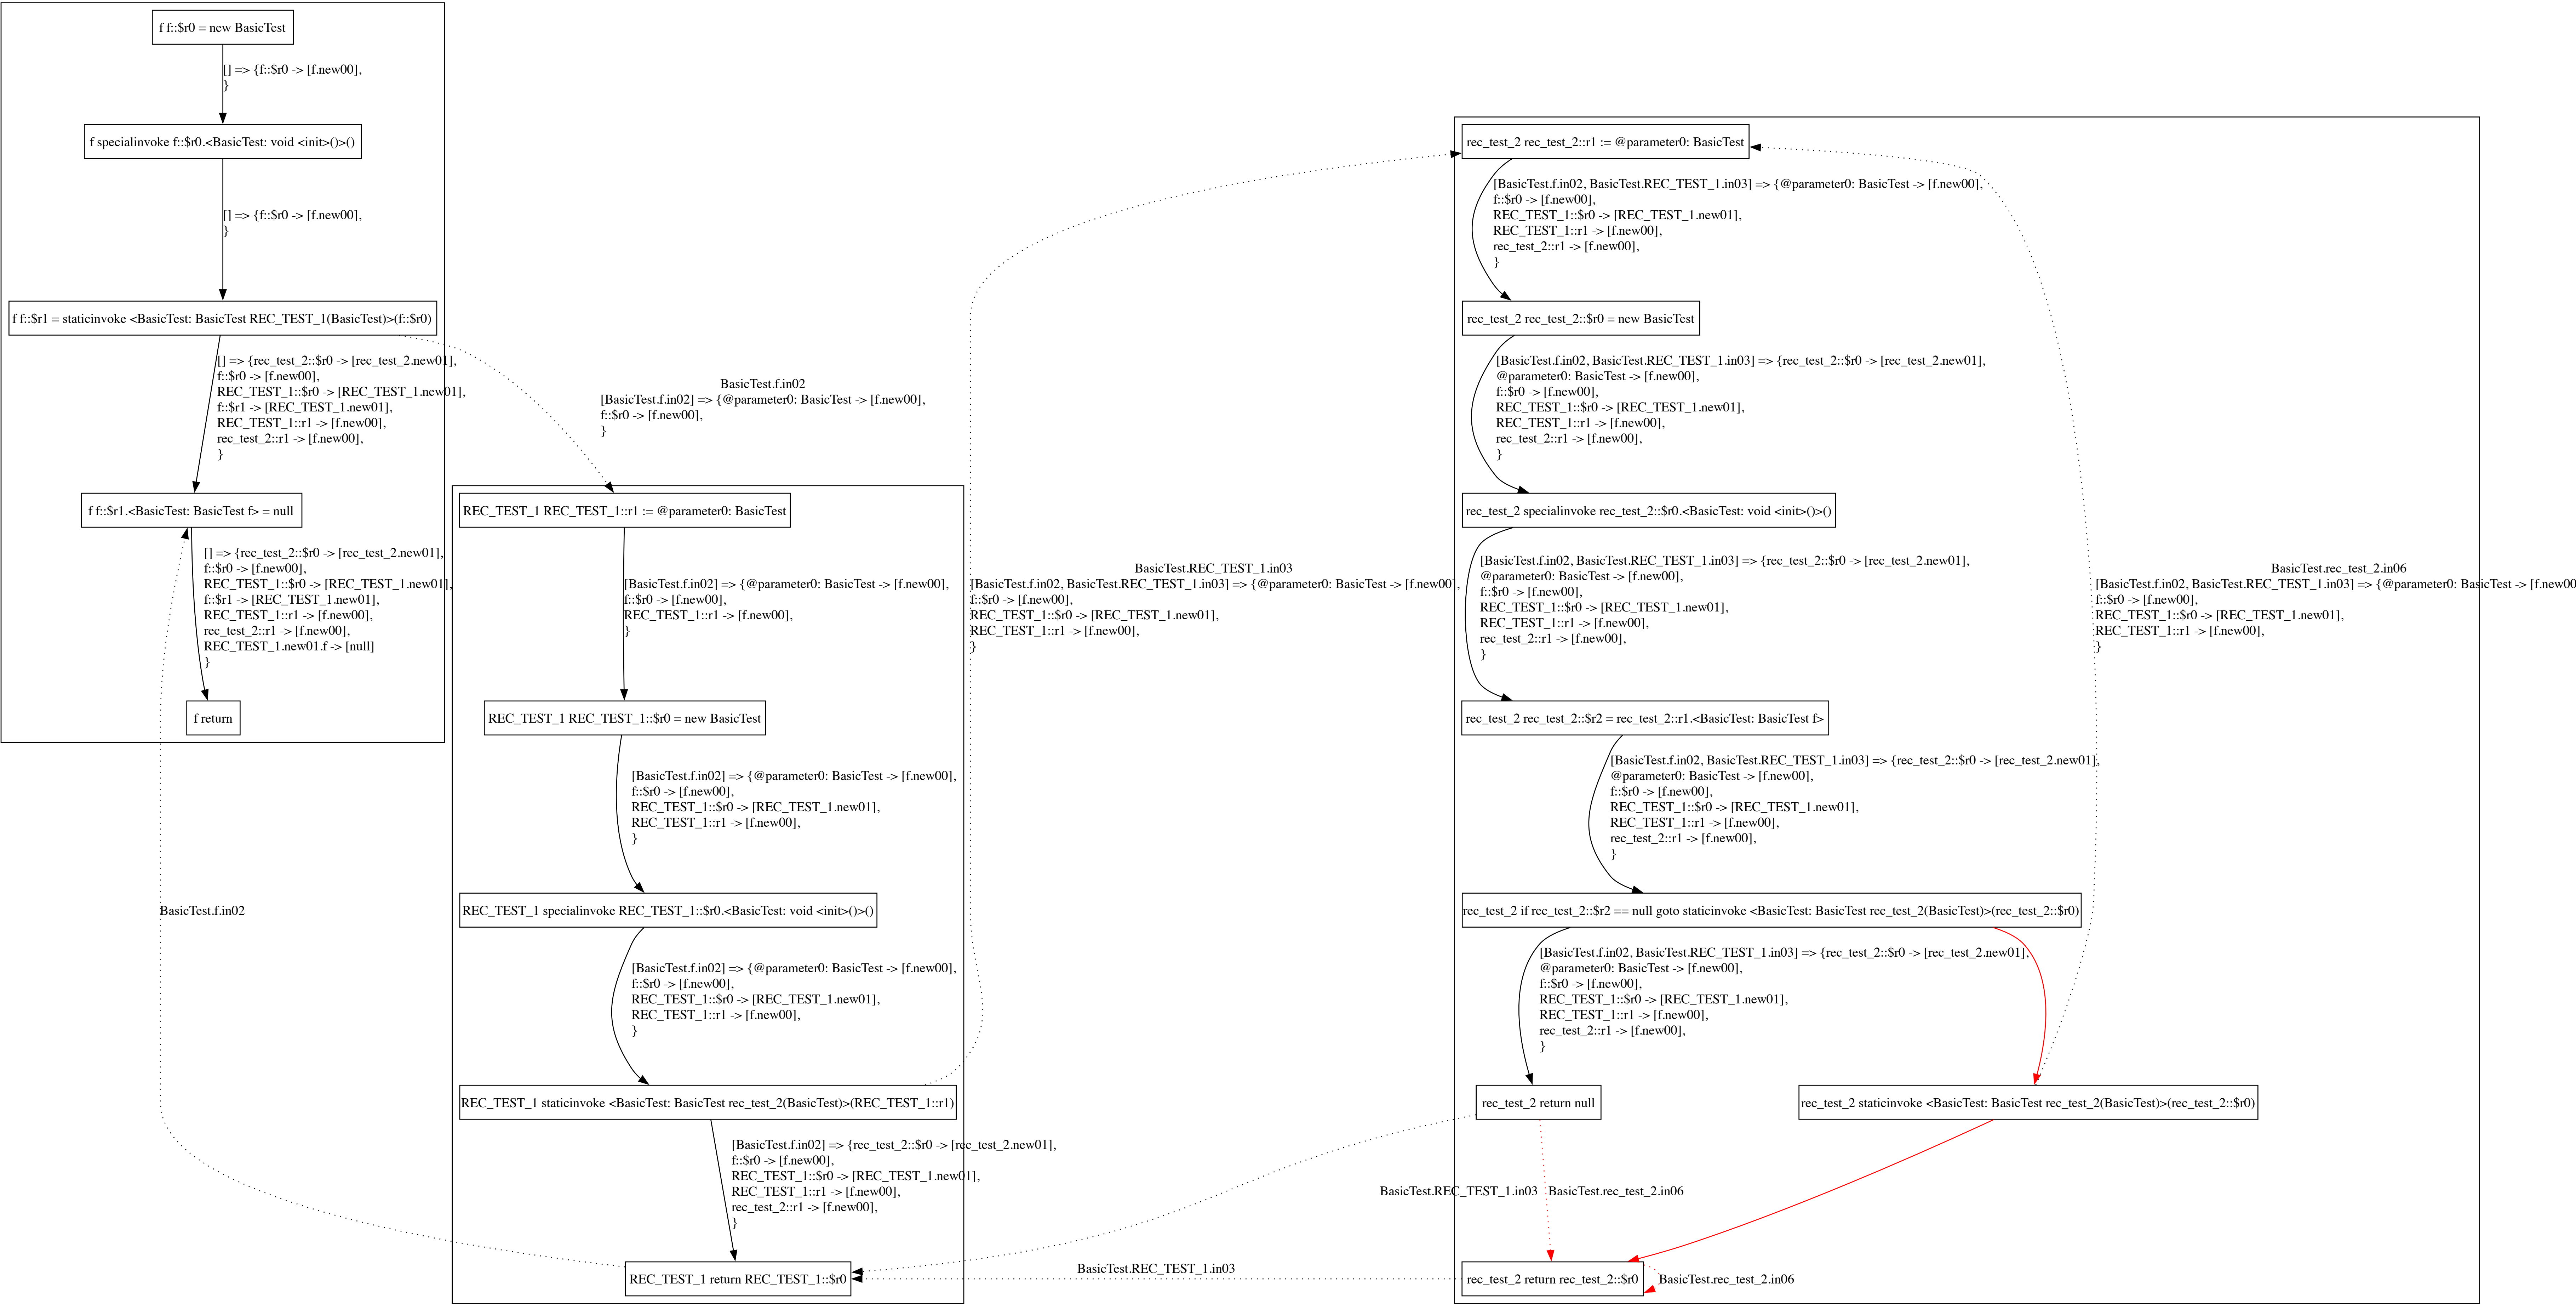 f f::$r0 = new BasicTest
[] => {f::$r0 -> [f.new00],
}
f specialinvoke f::$r0.<BasicTest: void <init>()>()
[] => {f::$r0 -> [f.new00],
}
f f::$r1 = staticinvoke <BasicTest: BasicTest REC_TEST_1(BasicTest)>(f::$r0)
[] => {rec_test_2::$r0 -> [rec_test_2.new01],
f::$r0 -> [f.new00],
REC_TEST_1::$r0 -> [REC_TEST_1.new01],
f::$r1 -> [REC_TEST_1.new01],
REC_TEST_1::r1 -> [f.new00],
rec_test_2::r1 -> [f.new00],
}
f f::$r1.<BasicTest: BasicTest f> = null
[] => {rec_test_2::$r0 -> [rec_test_2.new01],
f::$r0 -> [f.new00],
REC_TEST_1::$r0 -> [REC_TEST_1.new01],
f::$r1 -> [REC_TEST_1.new01],
REC_TEST_1::r1 -> [f.new00],
rec_test_2::r1 -> [f.new00],
REC_TEST_1.new01.f -> [null]
}
f return
BasicTest.f.in02
BasicTest.f.in02
[BasicTest.f.in02] => {@parameter0: BasicTest -> [f.new00],
f::$r0 -> [f.new00],
}
REC_TEST_1 REC_TEST_1::r1 := @parameter0: BasicTest
[BasicTest.f.in02] => {@parameter0: BasicTest -> [f.new00],
f::$r0 -> [f.new00],
REC_TEST_1::r1 -> [f.new00],
}
REC_TEST_1 REC_TEST_1::$r0 = new BasicTest
[BasicTest.f.in02] => {@parameter0: BasicTest -> [f.new00],
f::$r0 -> [f.new00],
REC_TEST_1::$r0 -> [REC_TEST_1.new01],
REC_TEST_1::r1 -> [f.new00],
}
REC_TEST_1 specialinvoke REC_TEST_1::$r0.<BasicTest: void <init>()>()
[BasicTest.f.in02] => {@parameter0: BasicTest -> [f.new00],
f::$r0 -> [f.new00],
REC_TEST_1::$r0 -> [REC_TEST_1.new01],
REC_TEST_1::r1 -> [f.new00],
}
REC_TEST_1 staticinvoke <BasicTest: BasicTest rec_test_2(BasicTest)>(REC_TEST_1::r1)
[BasicTest.f.in02] => {rec_test_2::$r0 -> [rec_test_2.new01],
f::$r0 -> [f.new00],
REC_TEST_1::$r0 -> [REC_TEST_1.new01],
REC_TEST_1::r1 -> [f.new00],
rec_test_2::r1 -> [f.new00],
}
REC_TEST_1 return REC_TEST_1::$r0
BasicTest.REC_TEST_1.in03
[BasicTest.f.in02, BasicTest.REC_TEST_1.in03] => {@parameter0: BasicTest -> [f.new00],
f::$r0 -> [f.new00],
REC_TEST_1::$r0 -> [REC_TEST_1.new01],
REC_TEST_1::r1 -> [f.new00],
}
rec_test_2 rec_test_2::r1 := @parameter0: BasicTest
[BasicTest.f.in02, BasicTest.REC_TEST_1.in03] => {@parameter0: BasicTest -> [f.new00],
f::$r0 -> [f.new00],
REC_TEST_1::$r0 -> [REC_TEST_1.new01],
REC_TEST_1::r1 -> [f.new00],
rec_test_2::r1 -> [f.new00],
}
rec_test_2 rec_test_2::$r0 = new BasicTest
[BasicTest.f.in02, BasicTest.REC_TEST_1.in03] => {rec_test_2::$r0 -> [rec_test_2.new01],
@parameter0: BasicTest -> [f.new00],
f::$r0 -> [f.new00],
REC_TEST_1::$r0 -> [REC_TEST_1.new01],
REC_TEST_1::r1 -> [f.new00],
rec_test_2::r1 -> [f.new00],
}
rec_test_2 specialinvoke rec_test_2::$r0.<BasicTest: void <init>()>()
[BasicTest.f.in02, BasicTest.REC_TEST_1.in03] => {rec_test_2::$r0 -> [rec_test_2.new01],
@parameter0: BasicTest -> [f.new00],
f::$r0 -> [f.new00],
REC_TEST_1::$r0 -> [REC_TEST_1.new01],
REC_TEST_1::r1 -> [f.new00],
rec_test_2::r1 -> [f.new00],
}
rec_test_2 rec_test_2::$r2 = rec_test_2::r1.<BasicTest: BasicTest f>
[BasicTest.f.in02, BasicTest.REC_TEST_1.in03] => {rec_test_2::$r0 -> [rec_test_2.new01],
@parameter0: BasicTest -> [f.new00],
f::$r0 -> [f.new00],
REC_TEST_1::$r0 -> [REC_TEST_1.new01],
REC_TEST_1::r1 -> [f.new00],
rec_test_2::r1 -> [f.new00],
}
rec_test_2 if rec_test_2::$r2 == null goto staticinvoke <BasicTest: BasicTest rec_test_2(BasicTest)>(rec_test_2::$r0)
[BasicTest.f.in02, BasicTest.REC_TEST_1.in03] => {rec_test_2::$r0 -> [rec_test_2.new01],
@parameter0: BasicTest -> [f.new00],
f::$r0 -> [f.new00],
REC_TEST_1::$r0 -> [REC_TEST_1.new01],
REC_TEST_1::r1 -> [f.new00],
rec_test_2::r1 -> [f.new00],
}
rec_test_2 return null
rec_test_2 staticinvoke <BasicTest: BasicTest rec_test_2(BasicTest)>(rec_test_2::$r0)
BasicTest.rec_test_2.in06
[BasicTest.f.in02, BasicTest.REC_TEST_1.in03] => {@parameter0: BasicTest -> [f.new00
f::$r0 -> [f.new00],
REC_TEST_1::$r0 -> [REC_TEST_1.new01],
REC_TEST_1::r1 -> [f.new00],
}
BasicTest.REC_TEST_1.in03
BasicTest.rec_test_2.in06
BasicTest.REC_TEST_1.in03
rec_test_2 return rec_test_2::$r0
BasicTest.rec_test_2.in06